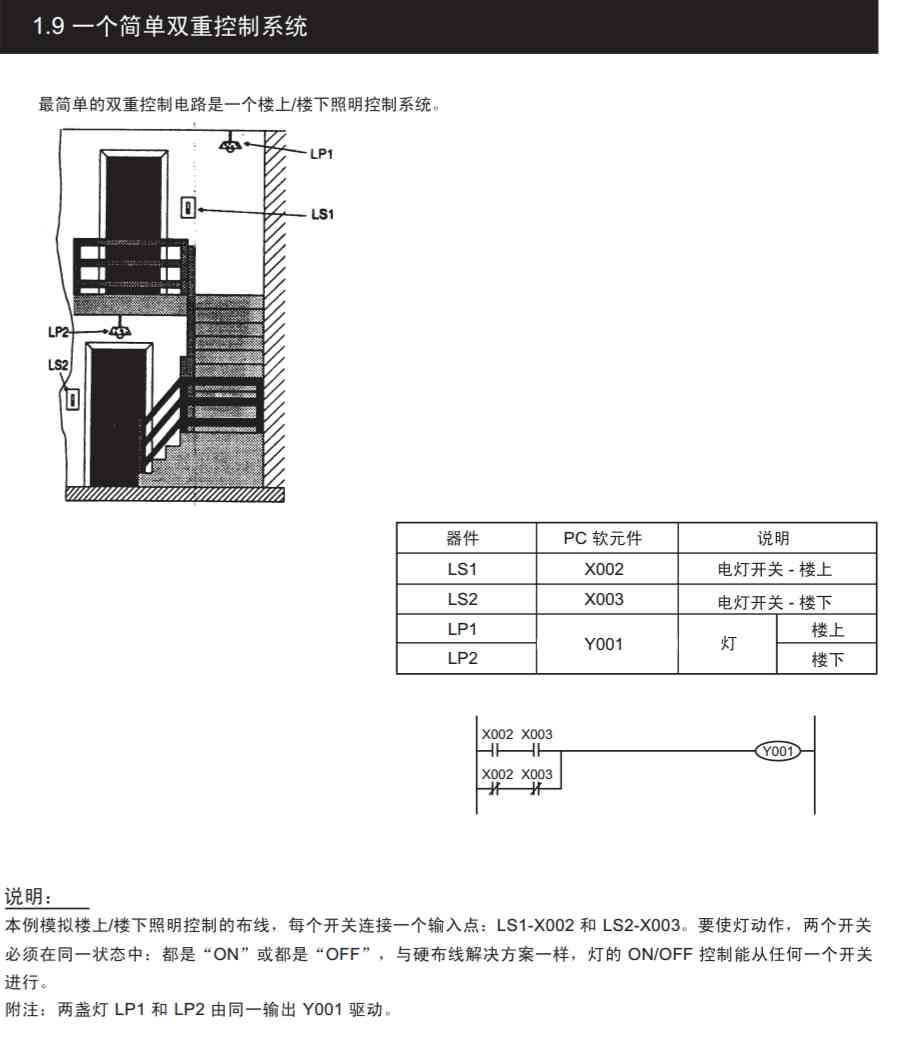 1.9 一个简单双重控制系统
最简单的双重控制电路是一个楼上/楼下照明控制系统。
LP1
LS1
LP2
LS2
器件 PC 软元件 说明
LS1 X002 电灯开关 - 楼上
LS2 X003 电灯开关 - 楼下
LP1 Y001 灯 楼上
LP2 楼下
X002 X003
Y001
X002 X003
说明:
本例模拟楼上/楼下照明控制的布线，每个开关连接一个输入点：LS1-X002 和 LS2-X003。要使灯动作，两个开关
必须在同一状态中：都是“ON”或都是“OFF”，与硬布线解决方案一样，灯的 ON/OFF 控制能从任何一个开关
进行。
附注：两盏灯 LP1 和 LP2 由同一输出 Y001 驱动。